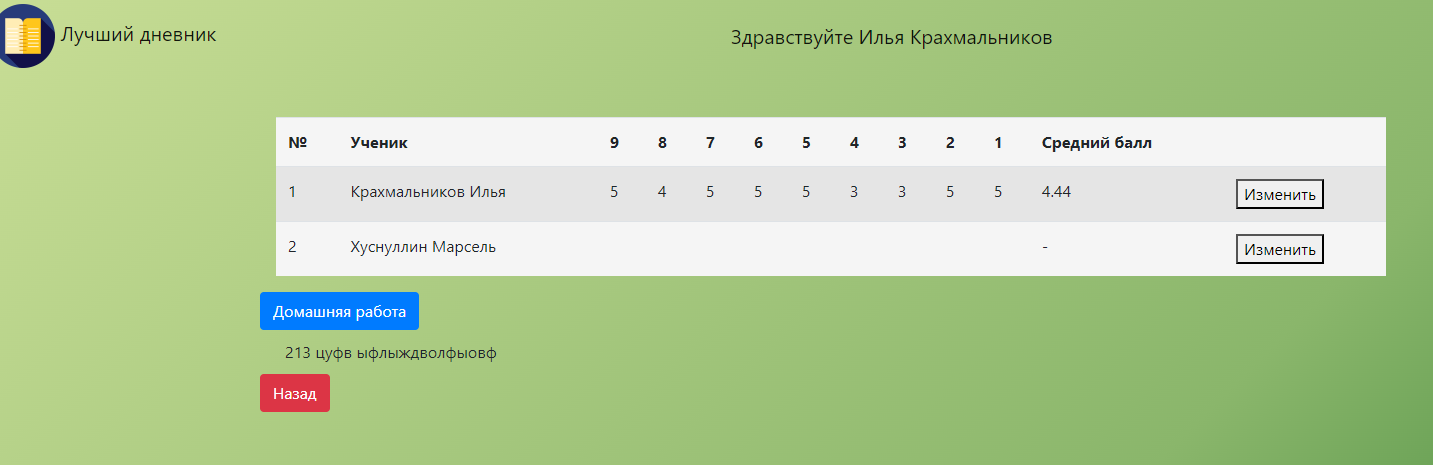 Лучший дневник
Здравствуйте Илья Крахмальников
№ Ученик 9 8 7 6 5 4 3 2 1 Средний балл
1 Крахмальников Илья 5 4 5 5 5 3 3 5 5 4.44 Изменить
2 Хуснуллин Марсель - Изменить
Домашняя работа
213 цуфв ыфлыждволфыовф
Назад